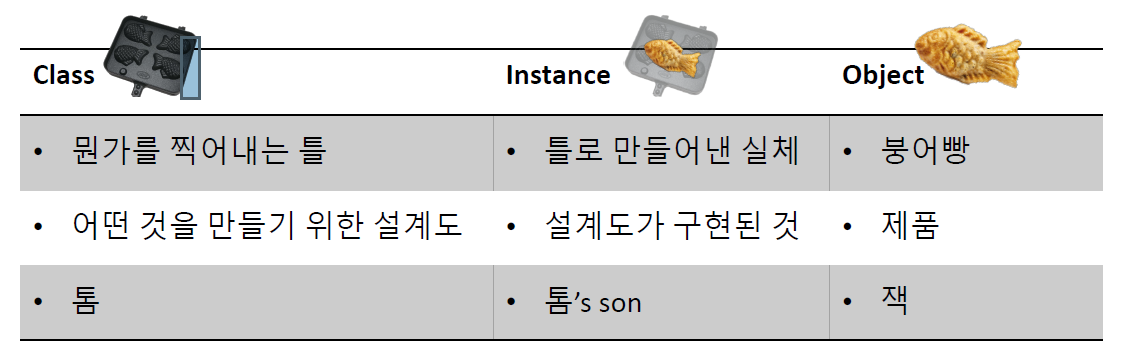 Class Instance Object
• 뭔가를 찍어내는 틀 • 틀로 만들어낸 실체 • 붕어빵
• 어떤 것을 만들기 위한 설계도 • 설계도가 구현된 것 • 제품
• 톰 • 톰’s son • 잭